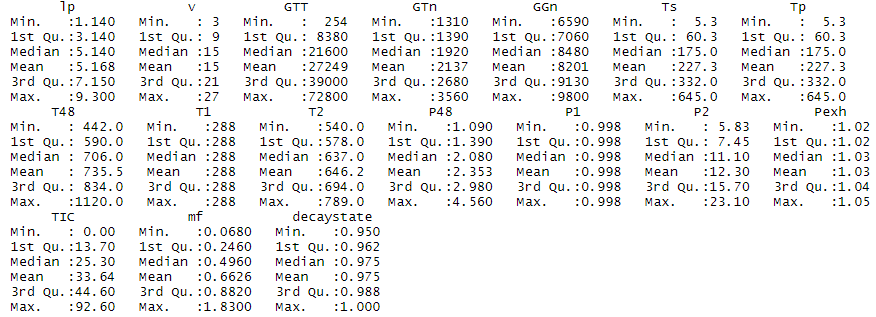 lp v GTT GTn GGn Ts Tp
Min. :1.140 Min. : 3 Min. : 254 Min. :1310 Min. :6590 Min. : 5.3 Min. : 5.3
1st Qu.:3.140 1st Qu.: 9 1st Qu.: 8380 1st Qu.:1390 1st Qu.:7060 1st Qu.: 60.3 1st Qu.: 60.3
Median :5.140 Median :15 Median :21600 Median :1920 Median :8480 Median :175.0 Median :175.0
Mean :5.168 Mean :15 Mean :27249 Mean :2137 Mean :8201 Mean :227.3 Mean :227.3
3rd Qu.:7.150 3rd Qu.:21 3rd Qu.:39000 3rd Qu.:2680 3rd Qu.:9130 3rd Qu.:332.0 3rd Qu.:332.0
Max. :9.300 Max. :27 Max. :72800 Max. :3560 Max. :9800 Max. :645.0 Max. :645.0
T48 T1 T2 P48 P1 P2 Pexh
Min. : 442.0 Min. :288 Min. :540.0 Min. :1.090 Min. :0.998 Min. : 5.83 Min. :1.02
1st Qu.: 590.0 1st Qu.:288 1st Qu.:578.0 1st Qu.:1.390 1st Qu.:0.998 1st Qu.: 7.45 1st Qu.:1.02
Median : 706.0 Median :288 Median :637.0 Median :2.080 Median :0.998 Median :11.10 Median :1.03
Mean : 735.5 Mean :288 Mean :646.2 Mean :2.353 Mean :0.998 Mean :12.30 Mean :1.03
3rd Qu.: 834.0 3rd Qu.:288 3rd Qu.:694.0 3rd Qu.:2.980 3rd Qu.:0.998 3rd Qu.:15.70 3rd Qu.:1.04
Max. :1120.0 Max. :288 Max. :789.0 Max. :4.560 Max. :0.998 Max. :23.10 Max. :1.05
TIC mf decaystate
Min. : 0.00 Min. :0.0680 Min. :0.950
1st Qu.:13.70 1st Qu.:0.2460 1st Qu.:0.962
Median :25.30 Median :0.4960 Median :0.975
Mean :33.64 Mean :0.6626 Mean :0.975
3rd Qu.:44.60 3rd Qu.:0.8820 3rd Qu.:0.988
Max. :92.60 Max. :1.8300 Max. :1.000